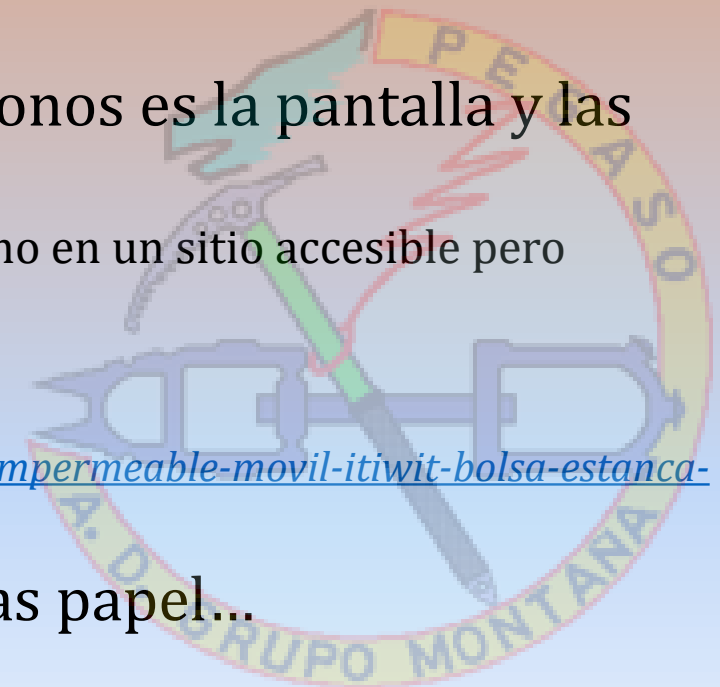 PEGASO
onos es la pantalla y las
no en un sitio accesible pero
mpermeable-movil-itiwit-bolsa-estanca-
as papel…
A. D. GRUPO MONTAÑA